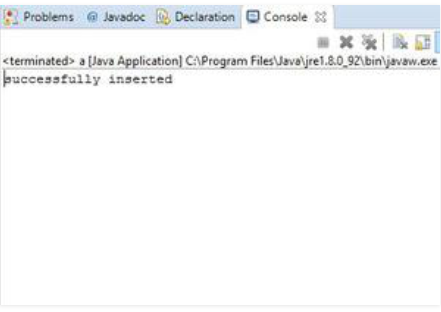 Problems @ Javadoc Declaration Console
<terminated> a [Java Application] C:\Program Files\Java\jre1.8.0_92\bin\javaw.exe
successfully inserted